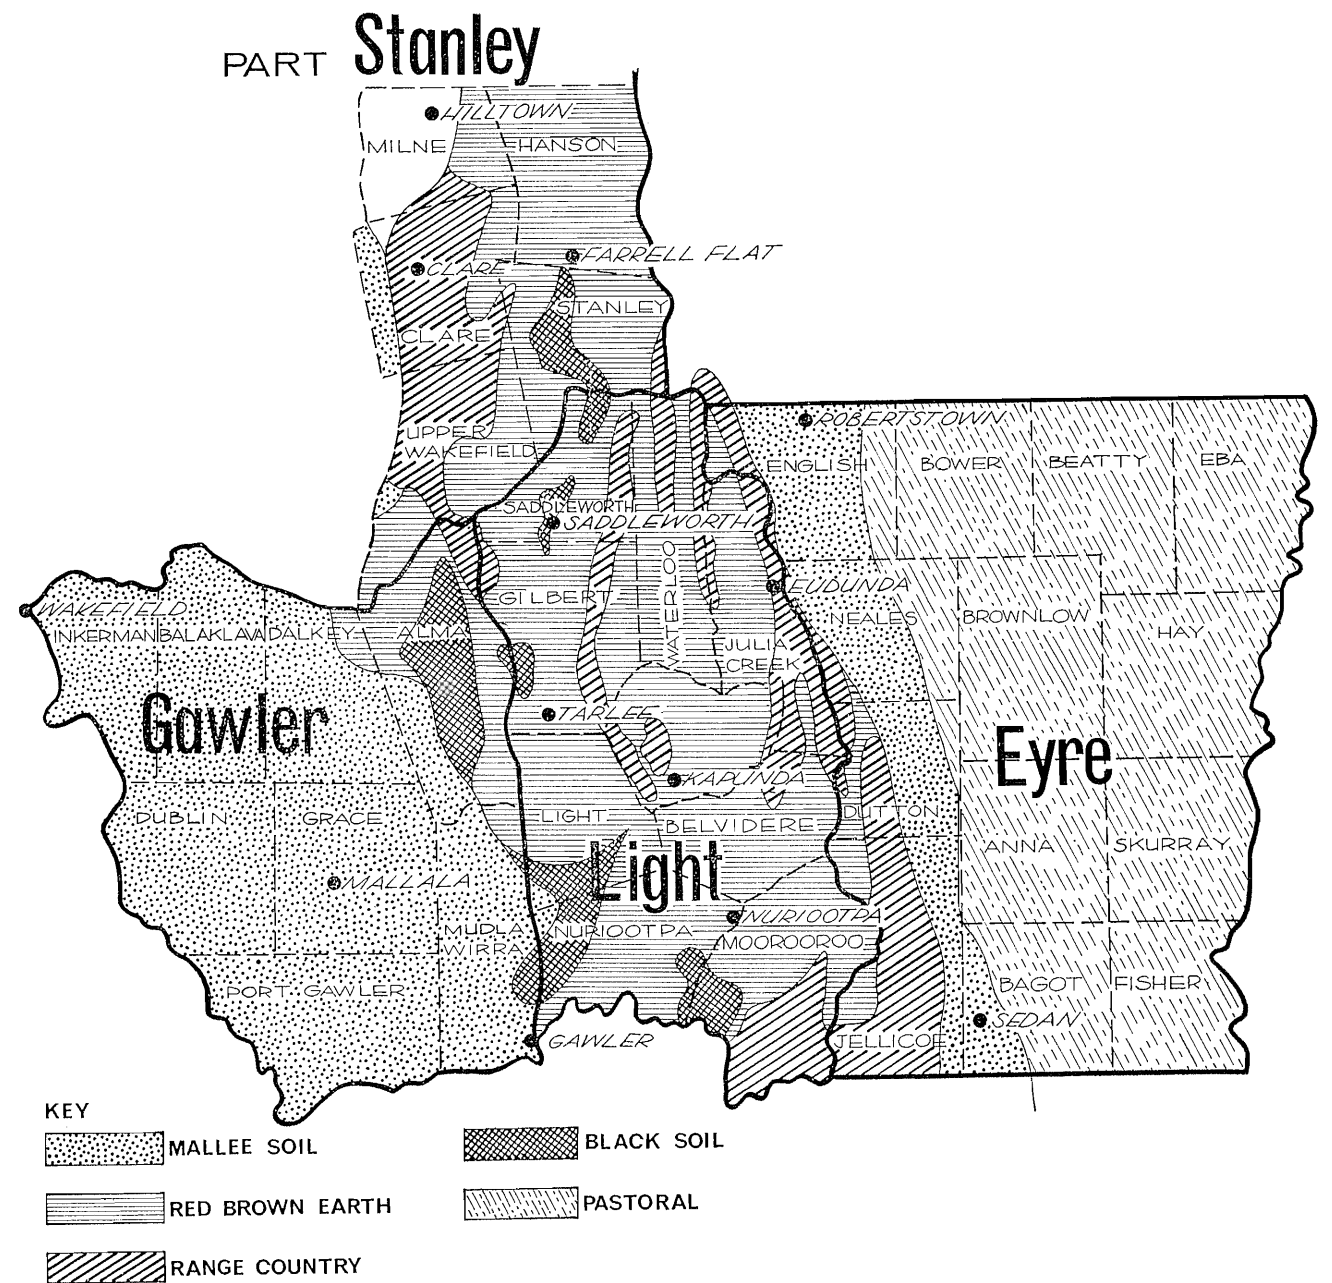 PART Stanley
HILLTOWN
MILNE
HANSON
FARRELL FLAT
CLARE
STANLEY
CLARE
UPPER
WAKEFIELD
ROBERTSTOWN
ENGLISH
BOWER
BEATTY
EBA
SADDLEWORTH
SADDLEWORTH
WATERLOO
EUDUNDA
GILBERT
NEALES
BROWNLOW
HAY
WAKEFIELD
INKERMAN
BALAKLAVA
DALKEY
ALMA
JULIA
CREEK
Gawler
TARLEE
Eyre
KAPUNDA
DUBLIN
GRACE
LIGHT
BELVIDERE
DUTTON
ANNA
SKURRAY
Light
MALLALA
NURIOOTPA
MUDLA
WIRRA
NURIOOTPA
MOOROOROO
PORT GAWLER
BAGOT
FISHER
SEDAN
GAWLER
JELLICOE
KEY
MALLEE SOIL
BLACK SOIL
RED BROWN EARTH
PASTORAL
RANGE COUNTRY